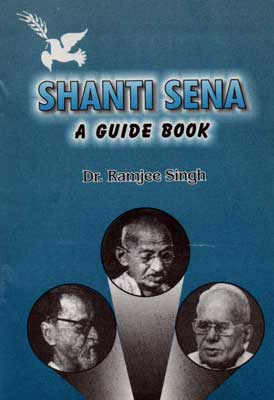 SHANTI SENA
A GUIDE BOOK
Dr. Ramjee Singh